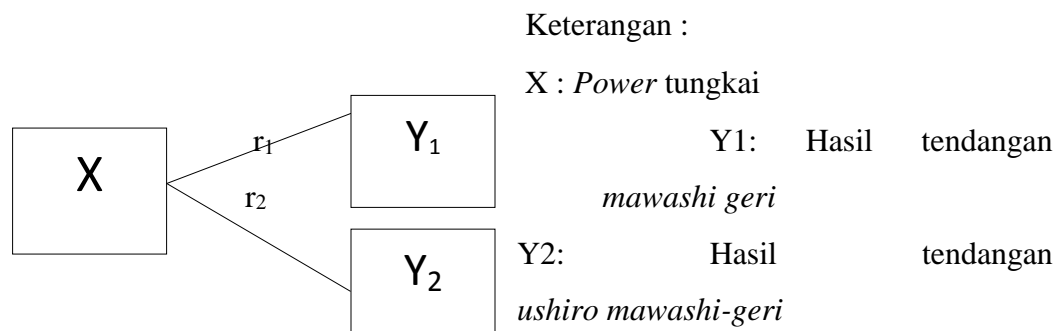 Keterangan :
X : Power tungkai
Y1: Hasil tendangan
mawashi geri
Y2: Hasil tendangan
ushiro mawashi-geri
X
r₁
r₂
Y₁
Y₂